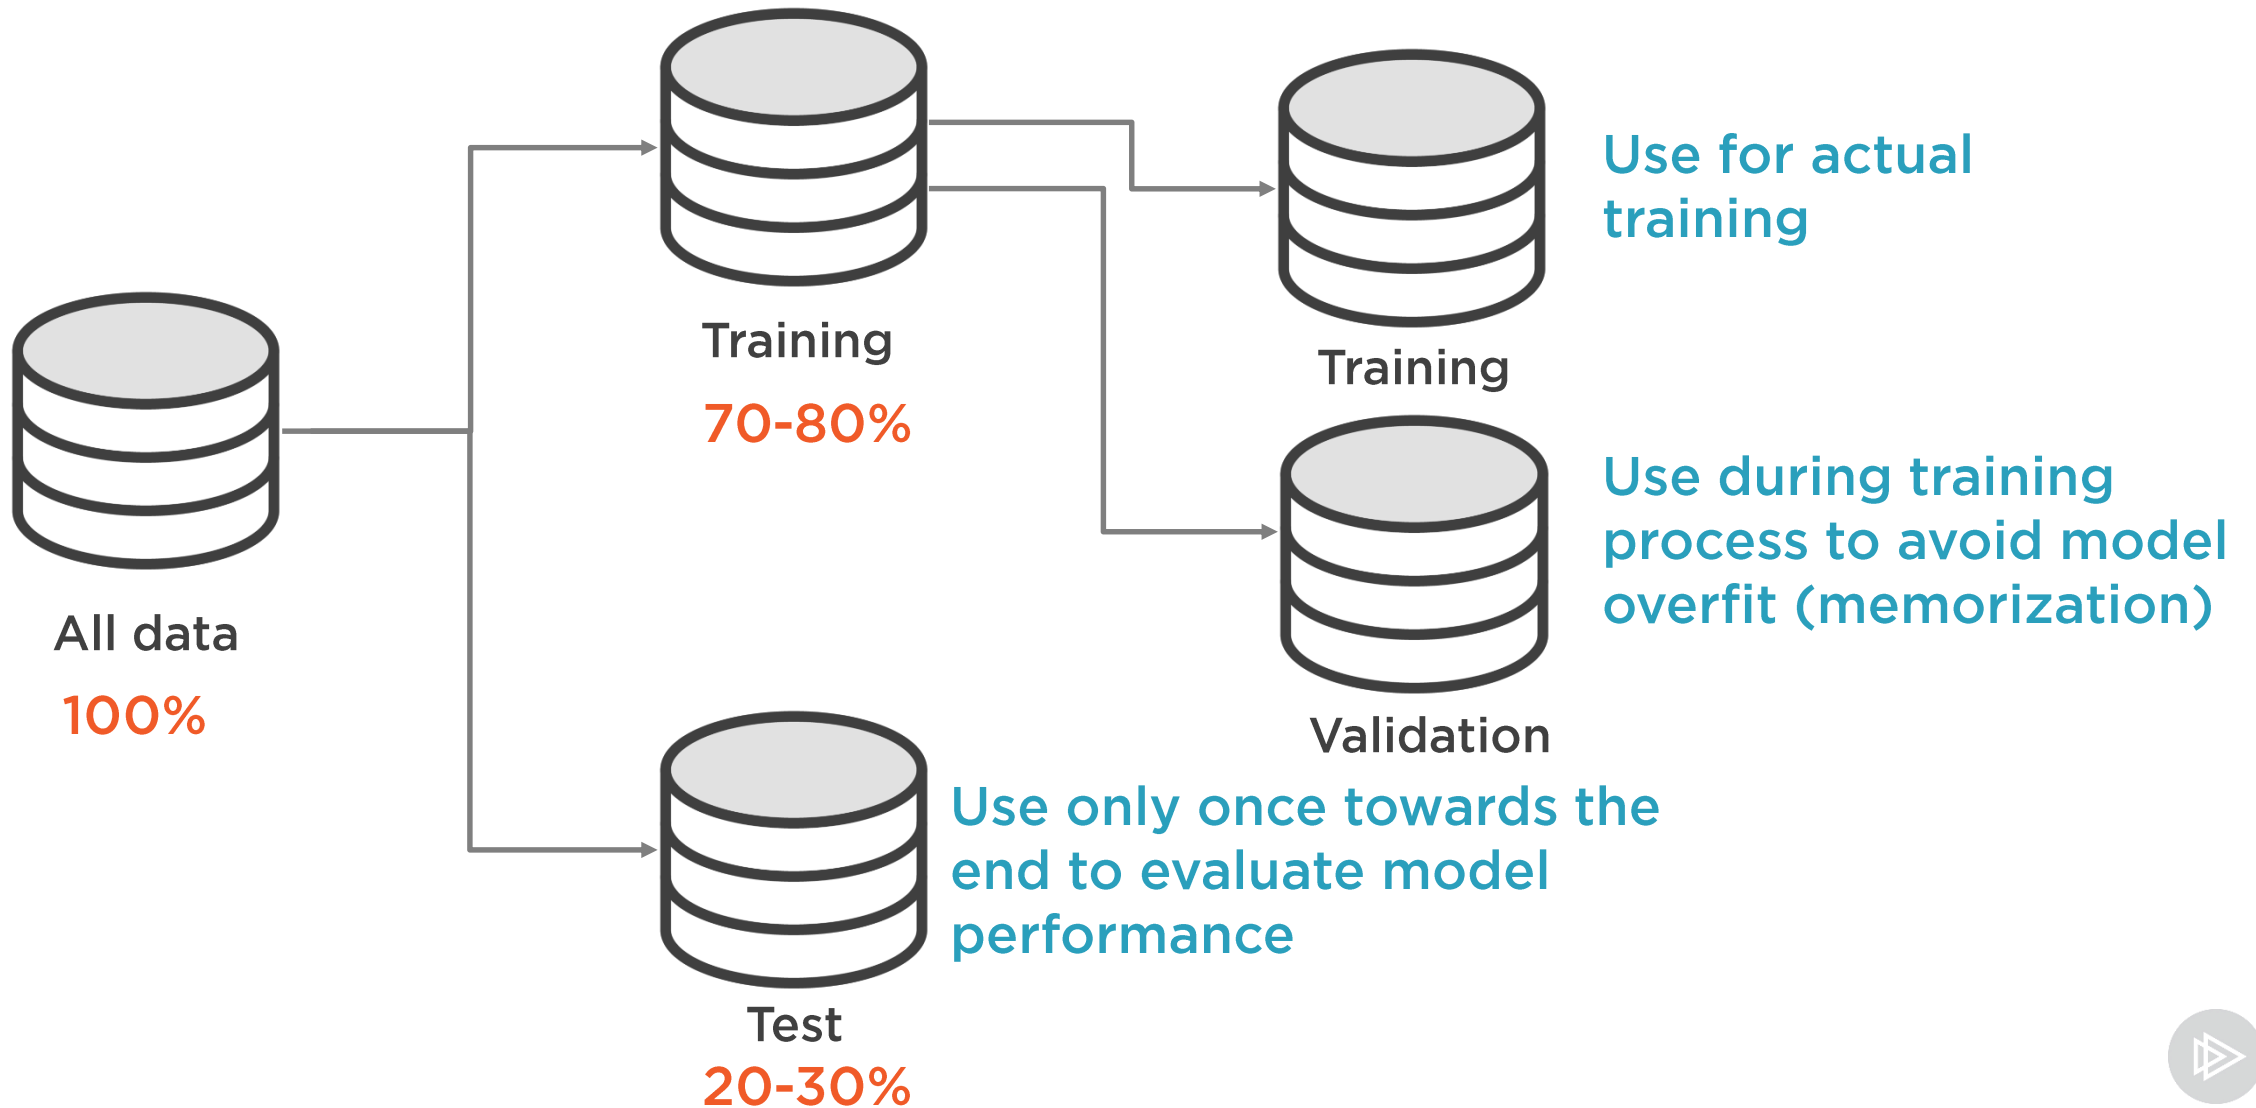 All data
100%
Training
70-80%
Test
20-30%
Use only once towards the
end to evaluate model
performance
Training
Use for actual
training
Validation
Use during training
process to avoid model
overfit (memorization)